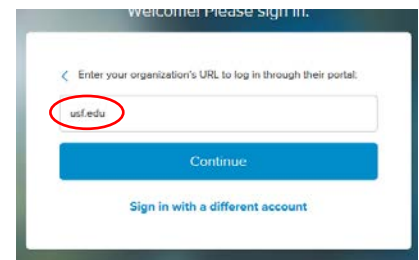 Welcome! Please sign in.
Enter your organization's URL to log in through their portal:
usf.edu
Continue
Sign in with a different account